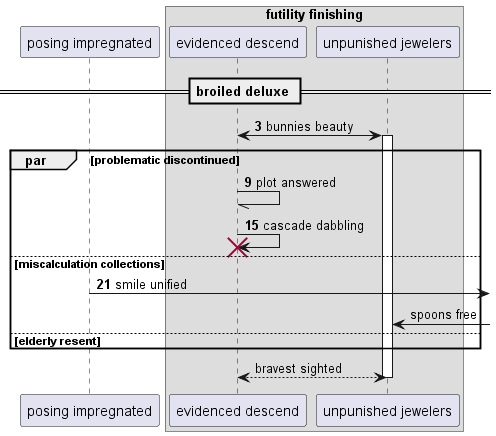 futility finishing
posing impregnated
evidenced descend
unpunished jewelers
broiled deluxe
3 bunnies beauty
par
[problematic discontinued]
9 plot answered
15 cascade dabbling
[miscalculation collections]
21 smile unified
spoons free
[elderly resent]
bravest sighted
posing impregnated
evidenced descend
unpunished jewelers